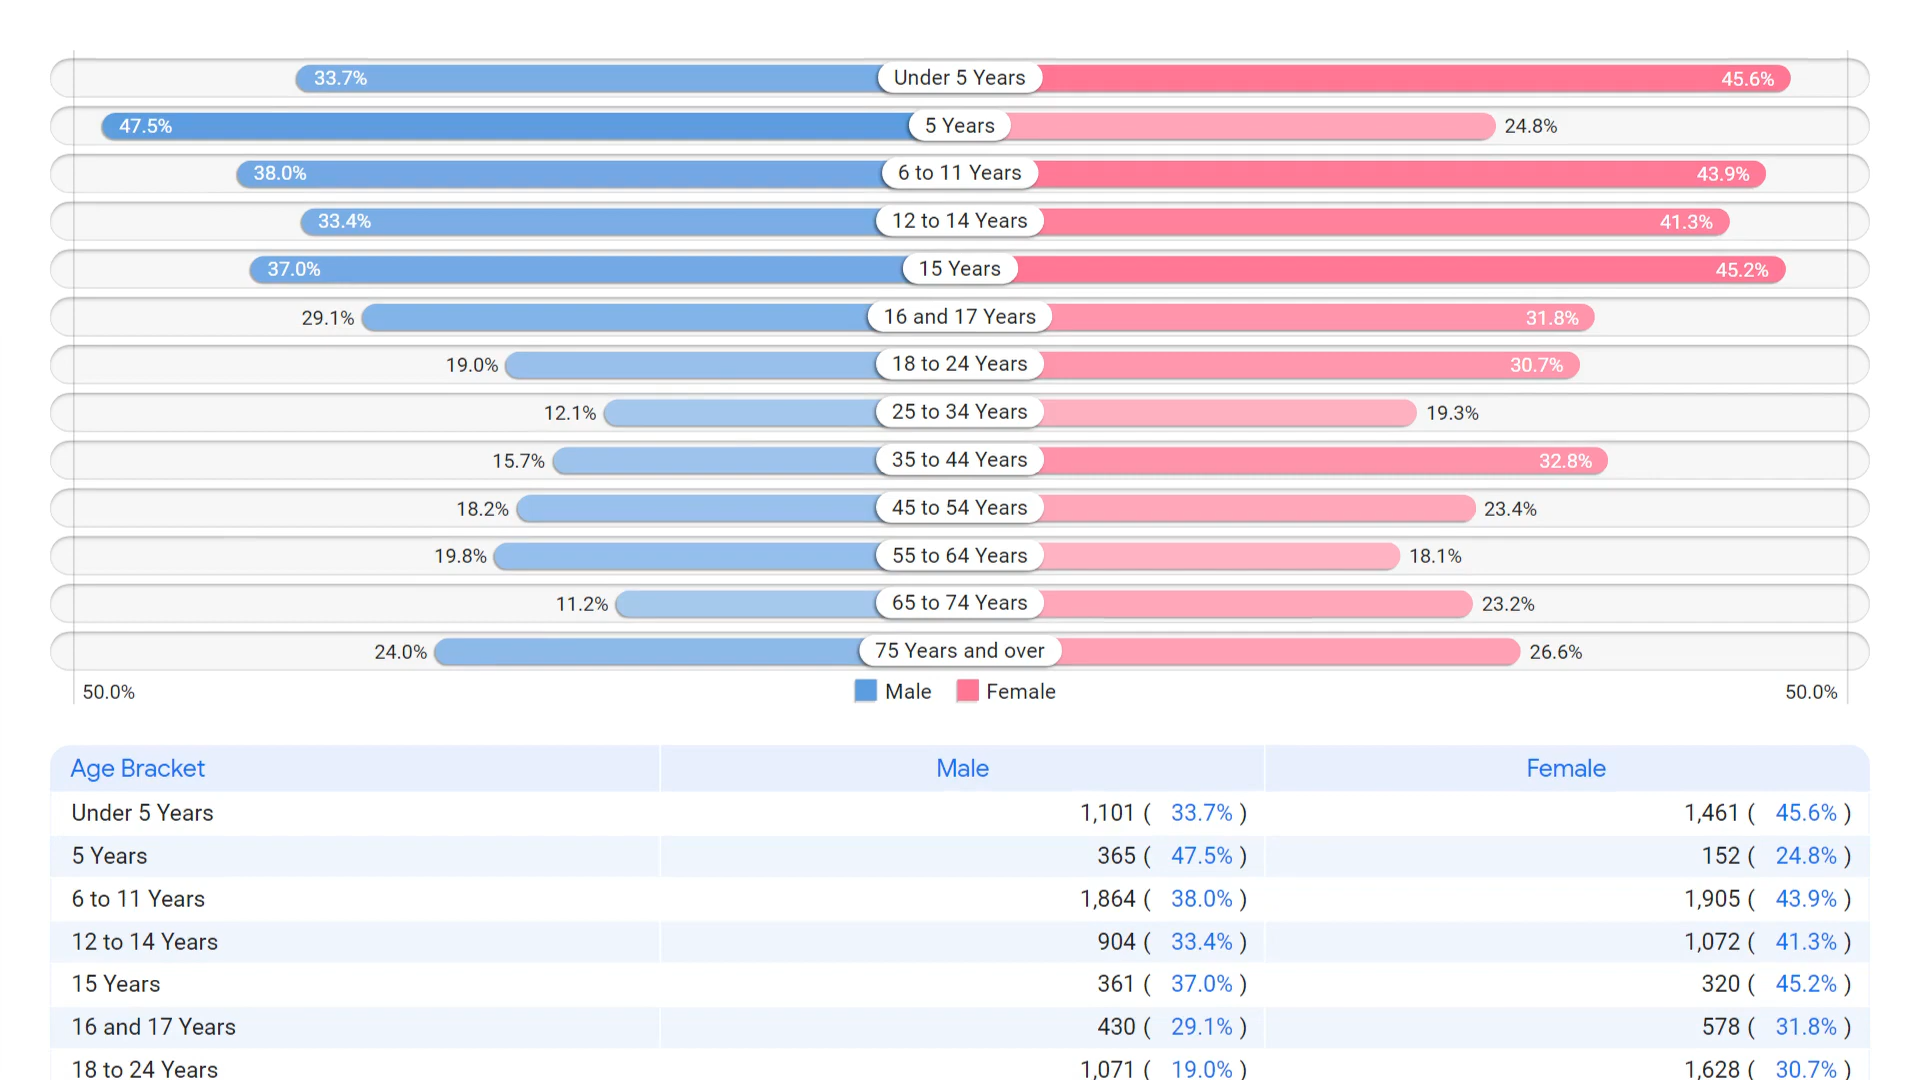 33.7% Under 5 Years 45.6%
47.5% 5 Years 24.8%
38.0% 6 to 11 Years 43.9%
33.4% 12 to 14 Years 41.3%
37.0% 15 Years 45.2%
29.1% 16 and 17 Years 31.8%
19.0% 18 to 24 Years 30.7%
12.1% 25 to 34 Years 19.3%
15.7% 35 to 44 Years 32.8%
18.2% 45 to 54 Years 23.4%
19.8% 55 to 64 Years 18.1%
11.2% 65 to 74 Years 23.2%
24.0% 75 Years and over 26.6%
50.0% Male Female 50.0%
Age Bracket Male Female
Under 5 Years 1,101 ( 33.7% ) 1,461 ( 45.6% )
5 Years 365 ( 47.5% ) 152 ( 24.8% )
6 to 11 Years 1,864 ( 38.0% ) 1,905 ( 43.9% )
12 to 14 Years 904 ( 33.4% ) 1,072 ( 41.3% )
15 Years 361 ( 37.0% ) 320 ( 45.2% )
16 and 17 Years 430 ( 29.1% ) 578 ( 31.8% )
18 to 24 Years 1,071 ( 19.0% ) 1,628 ( 30.7% )